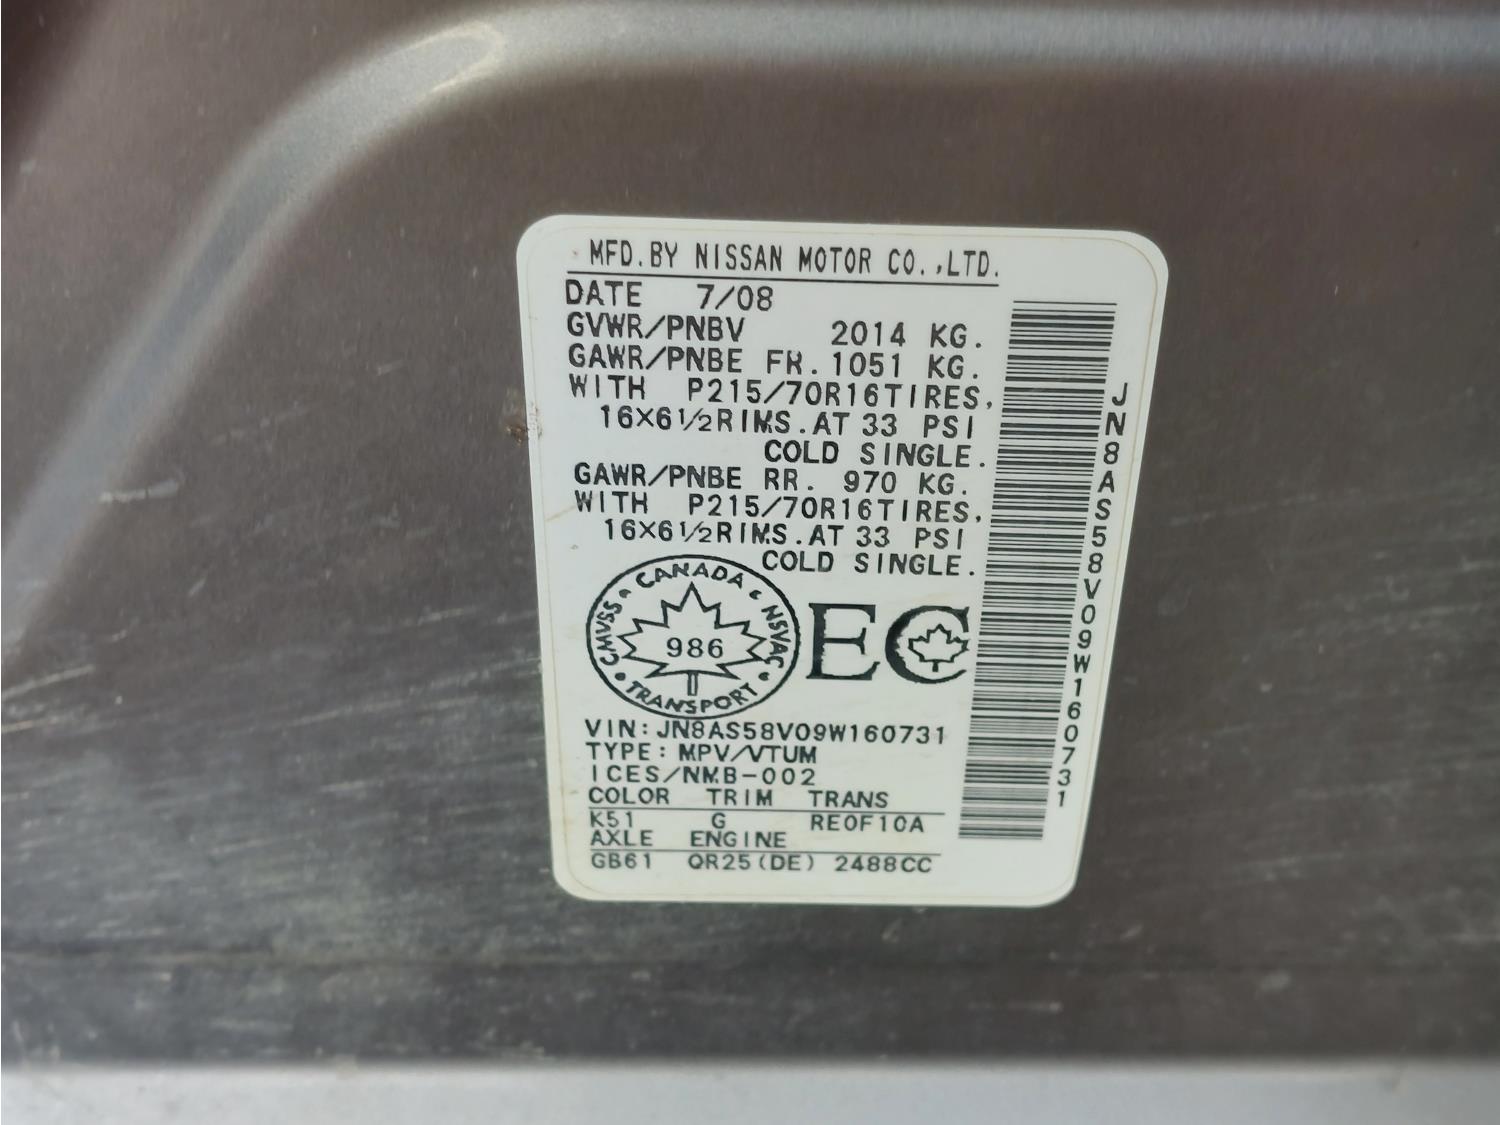 MFD.BY NISSAN MOTOR CO.,LTD.
DATE 7/08
GVWR/PNBV 2014 KG.
GAWR/PNBE FR. 1051 KG.
WITH P215/70R16TIRES,
16X6½RIMS.AT 33 PSI
COLD SINGLE.
GAWR/PNBE RR. 970 KG.
WITH P215/70R16TIRES,
16X6½RIMS.AT 33 PSI
COLD SINGLE.
CANADA
CMVSS NSVAC
986
TRANSPORT
EC
VIN: JN8AS58V09W160731
TYPE: MPV/VTUM
ICES/NMB-002
COLOR TRIM TRANS
K51 G RE0F10A
AXLE ENGINE
GB61 QR25(DE) 2488CC
JN8AS58V09W160731